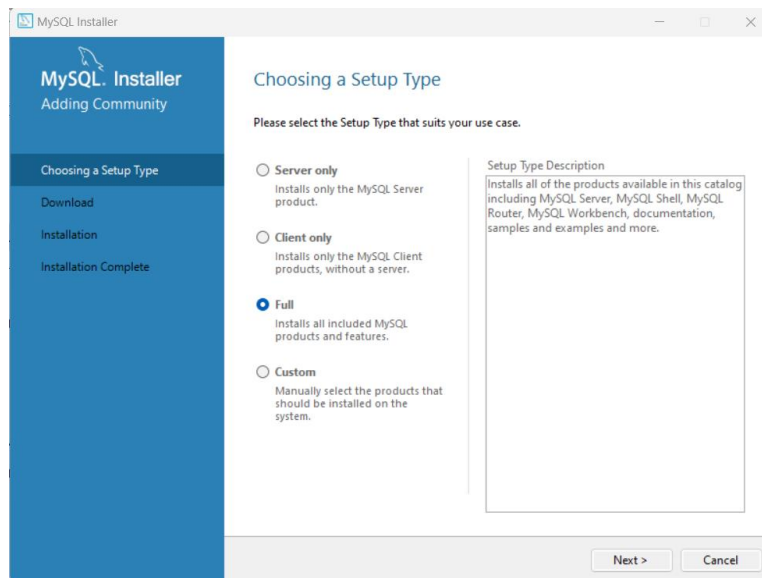 MySQL Installer
MySQL. Installer
Adding Community
Choosing a Setup Type
Download
Installation
Installation Complete
Choosing a Setup Type
Please select the Setup Type that suits your use case.
Server only
Installs only the MySQL Server
product.
Client only
Installs only the MySQL Client
products, without a server.
Full
Installs all included MySQL
products and features.
Custom
Manually select the products that
should be installed on the
system.
Setup Type Description
Installs all of the products available in this catalog
including MySQL Server, MySQL Shell, MySQL
Router, MySQL Workbench, documentation,
samples and examples and more.
Next >
Cancel